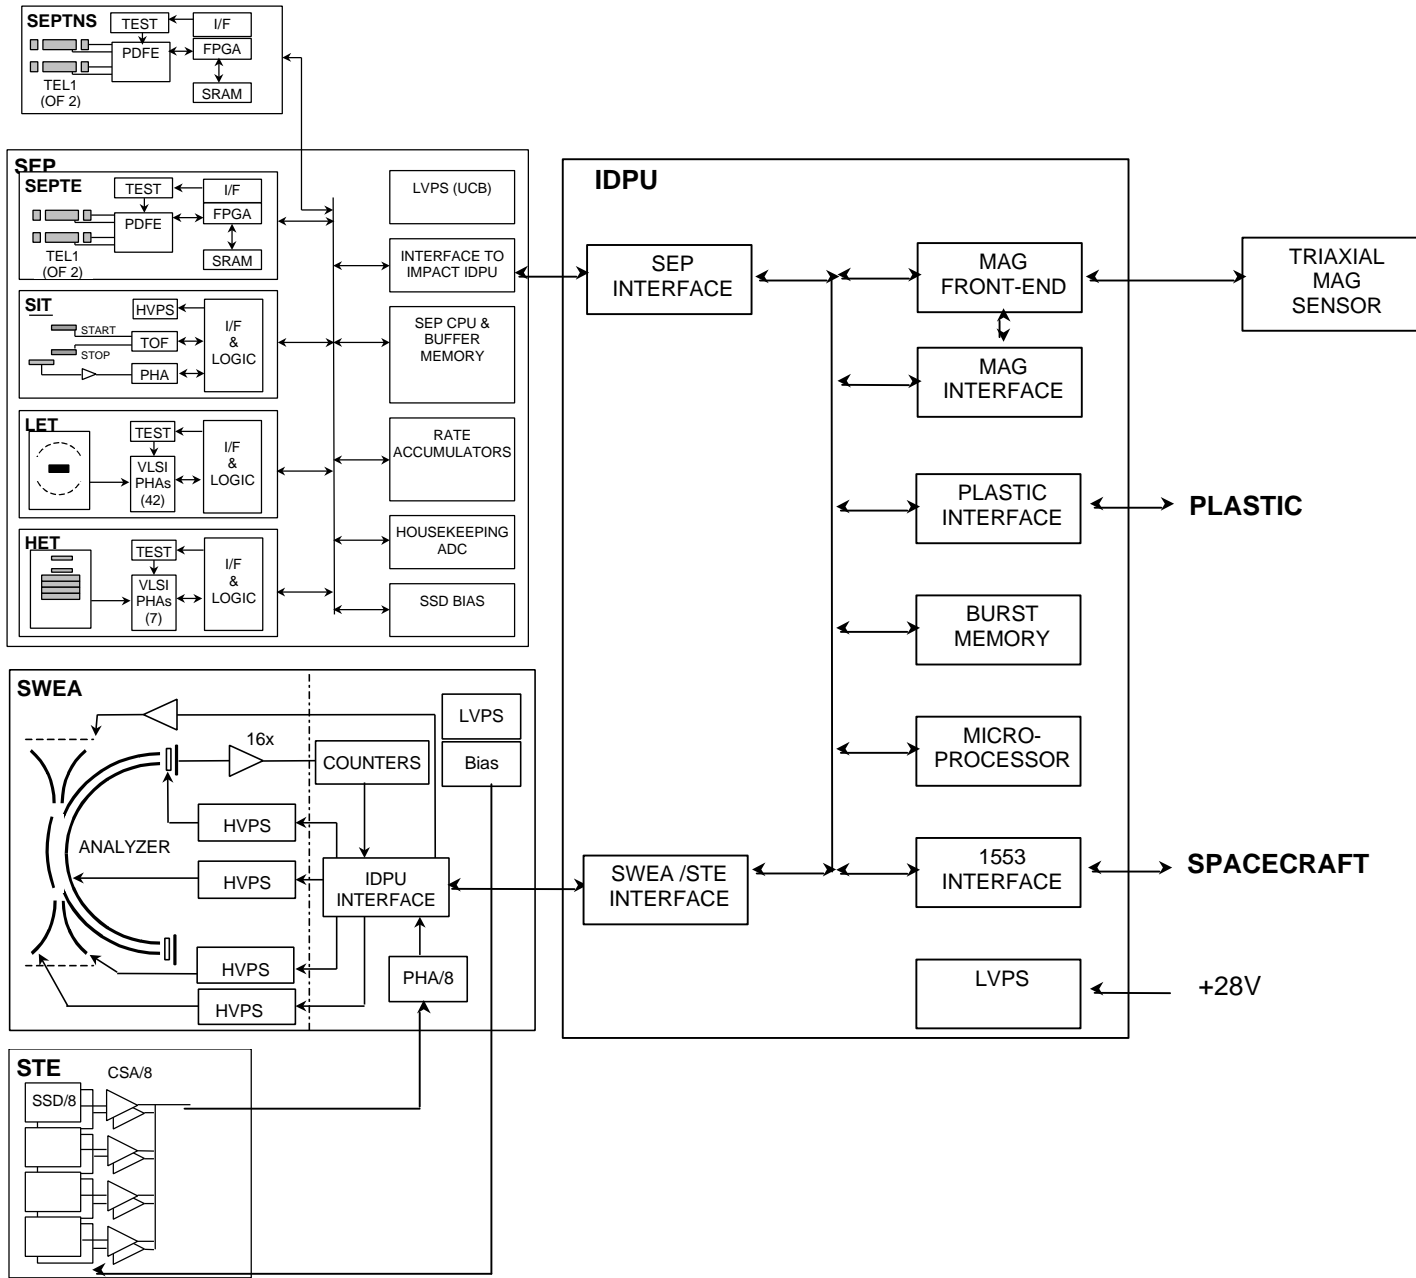 SEPTNS
TEST
I/F
PDFE
FPGA
SRAM
TEL1
(OF 2)
SEP
SEPTE
TEST
I/F
PDFE
FPGA
SRAM
TEL1
(OF 2)
SIT
HVPS
START
TOF
STOP
PHA
I/F
&
LOGIC
LET
TEST
VLSI
PHAs
(42)
I/F
&
LOGIC
HET
TEST
VLSI
PHAs
(7)
I/F
&
LOGIC
LVPS (UCB)
INTERFACE TO
IMPACT IDPU
SEP CPU &
BUFFER
MEMORY
RATE
ACCUMULATORS
HOUSEKEEPING
ADC
SSD BIAS
IDPU
SEP
INTERFACE
MAG
FRONT-END
TRIAXIAL
MAG
SENSOR
MAG
INTERFACE
PLASTIC
INTERFACE
PLASTIC
BURST
MEMORY
MICRO-
PROCESSOR
SWEA /STE
INTERFACE
1553
INTERFACE
SPACECRAFT
LVPS
+28V
SWEA
LVPS
16x
COUNTERS
Bias
HVPS
ANALYZER
HVPS
IDPU
INTERFACE
HVPS
PHA/8
HVPS
STE
CSA/8
SSD/8